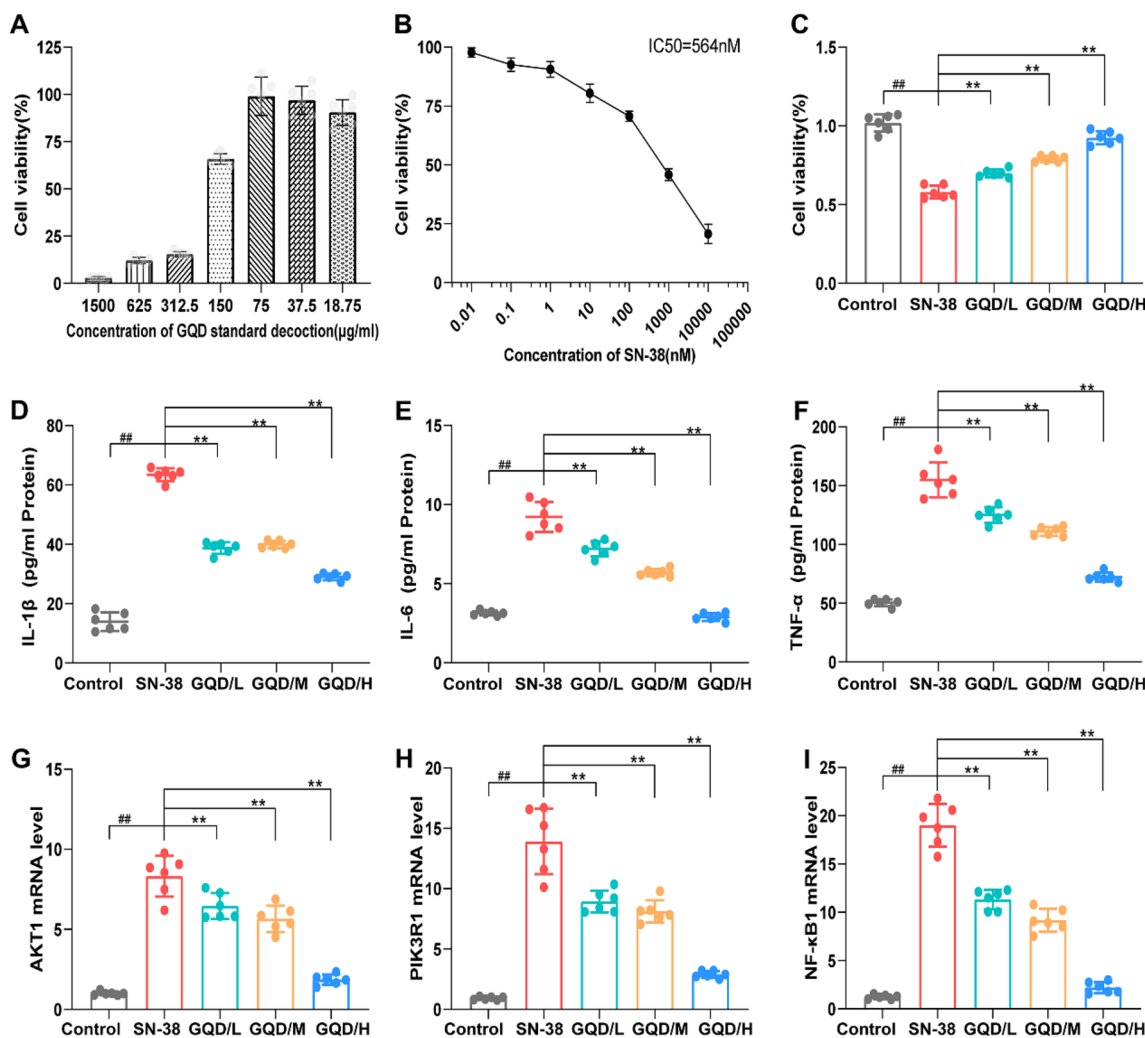 A
Cell viability(%)
125
100
75
50
25
0
1500 625 312.5 150 75 37.5 18.75
Concentration of GQD standard decoction(μg/ml)
B
IC50=564nM
Cell viability(%)
100
75
50
25
0
0.01 0.1 1 10 100 1000 10000 100000
Concentration of SN-38(nM)
C
Cell viability(%)
1.5
1.0
0.5
0.0
## ** ** **
Control SN-38 GQD/L GQD/M GQD/H
D
IL-1β (pg/ml Protein)
80
60
40
20
0
## ** ** **
Control SN-38 GQD/L GQD/M GQD/H
E
IL-6 (pg/ml Protein)
15
10
5
0
## ** ** **
Control SN-38 GQD/L GQD/M GQD/H
F
TNF-α (pg/ml Protein)
200
150
100
50
0
## ** ** **
Control SN-38 GQD/L GQD/M GQD/H
G
AKT1 mRNA level
15
10
5
0
## ** ** **
Control SN-38 GQD/L GQD/M GQD/H
H
PIK3R1 mRNA level
20
15
10
5
0
## ** ** **
Control SN-38 GQD/L GQD/M GQD/H
I
NF-κB1 mRNA level
25
20
15
10
5
0
## ** ** **
Control SN-38 GQD/L GQD/M GQD/H